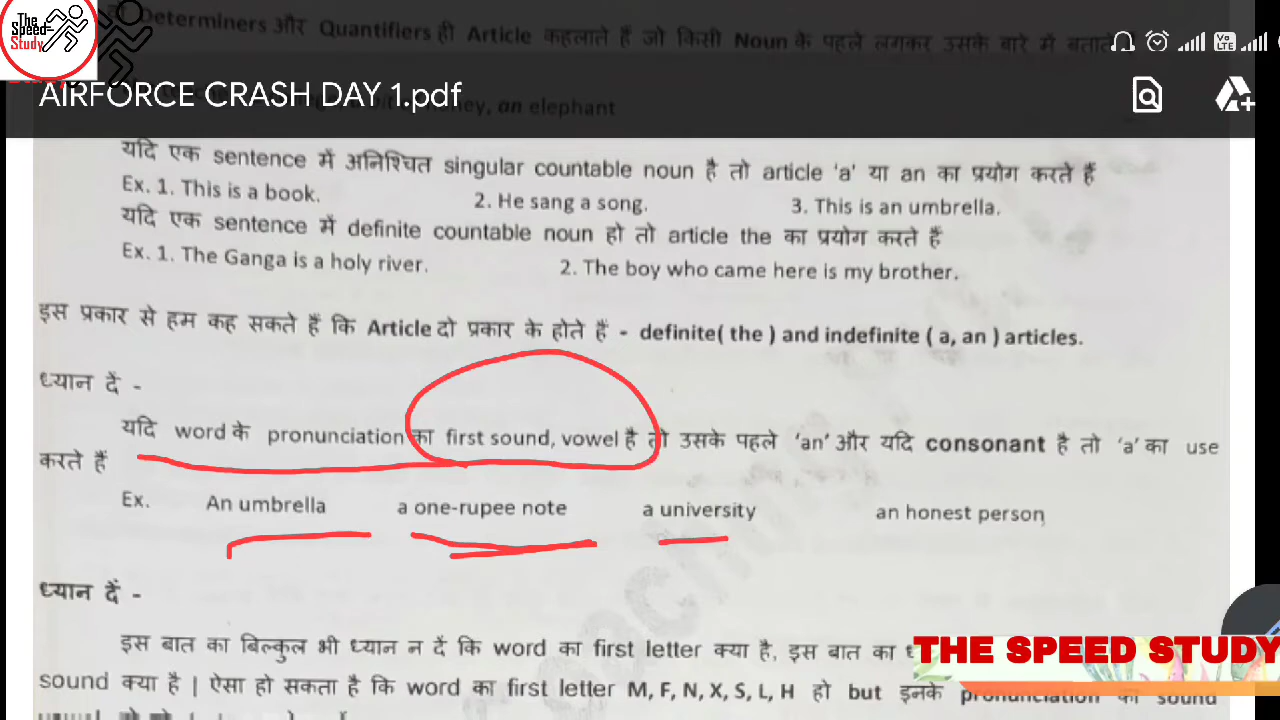 The Speed Study
Determiners और Quantifiers ही Article कहलाते हैं जो किसी Noun के पहले लगकर उसके बारे में बताते
AIRFORCE CRASH DAY 1.pdf
an elephant
यदि एक sentence में अनिश्चित singular countable noun है तो article ‘a’ या an का प्रयोग करते हैं
Ex. 1. This is a book. 2. He sang a song. 3. This is an umbrella.
यदि एक sentence में definite countable noun हो तो article the का प्रयोग करते हैं
Ex. 1. The Ganga is a holy river. 2. The boy who came here is my brother.
इस प्रकार से हम कह सकते हैं कि Article दो प्रकार के होते हैं - definite( the ) and indefinite ( a, an ) articles.
ध्यान दें -
यदि word के pronunciation का first sound, vowel है तो उसके पहले ‘an’ और यदि consonant है तो ‘a’ का use
करते हैं
Ex. An umbrella a one-rupee note a university an honest person
ध्यान दें -
इस बात का बिल्कुल भी ध्यान न दें कि word का first letter क्या है, इस बात का
THE SPEED STUDY
sound क्या है | ऐसा हो सकता है कि word का first letter M, F, N, X, S, L, H हो but इनके pronunciation का sound